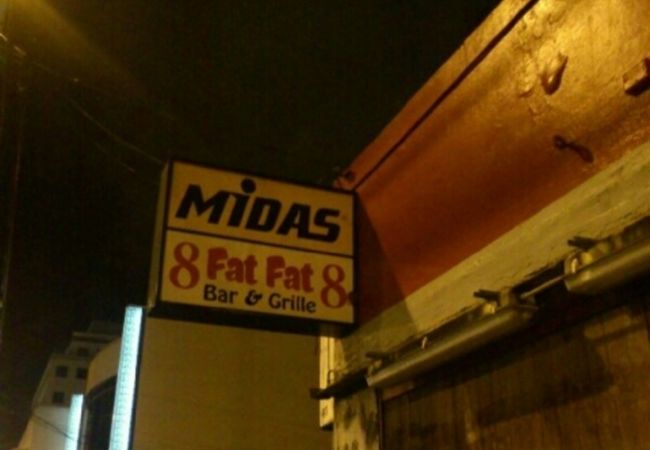 MiDAS
8 Fat Fat 8
Bar & Grille